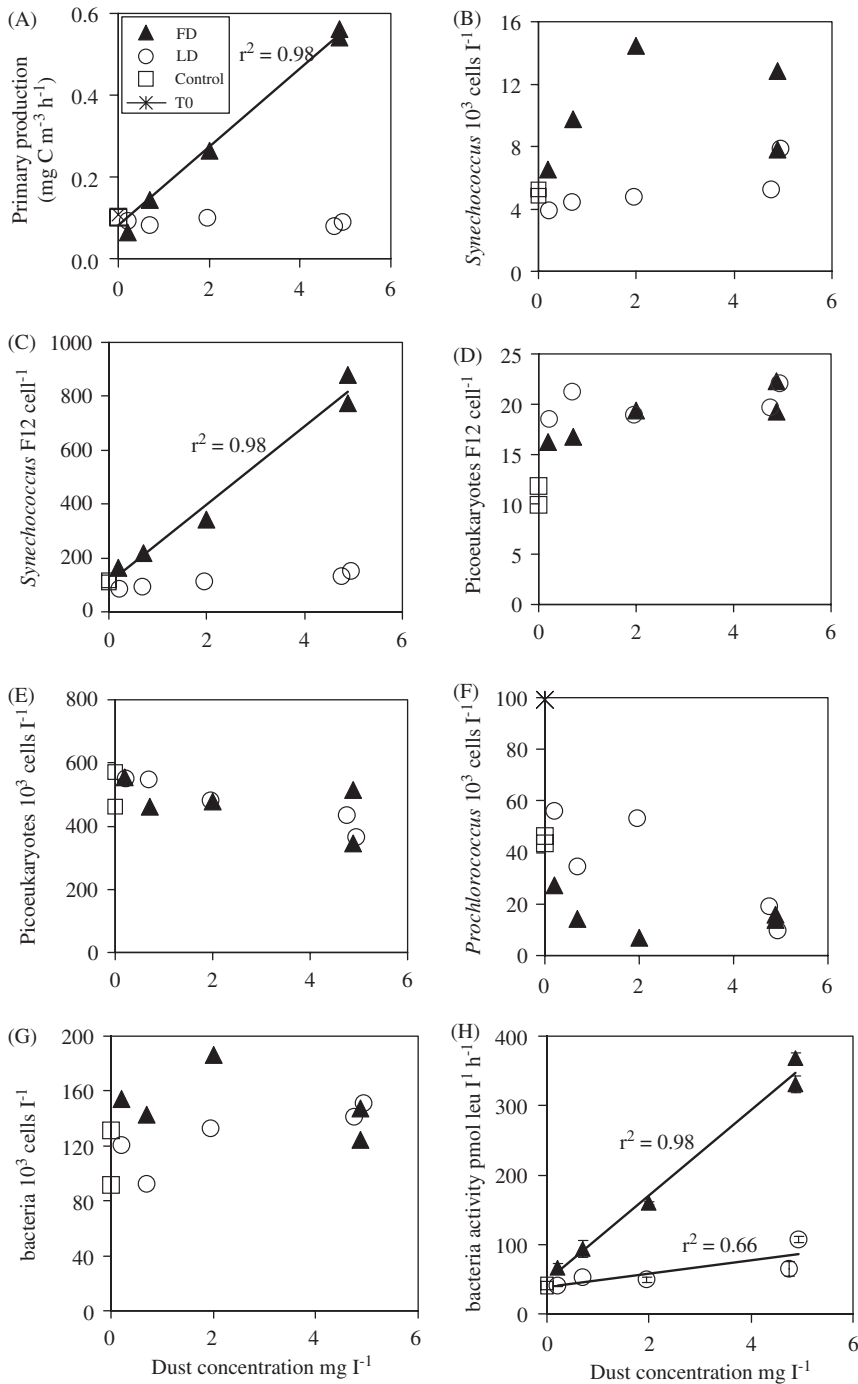 (A)
0.6
0.4
0.2
0.0
Primary production
(mg C m⁻³ h⁻¹)
FD
LD
Control
T0
r² = 0.98
0 2 4 6
(B)
16
12
8
4
0
Synechococcus 10³ cells I⁻¹
0 2 4 6
(C)
1000
800
600
400
200
0
Synechococcus F12 cell⁻¹
r² = 0.98
0 2 4 6
(D)
25
20
15
10
5
0
Picoeukaryotes F12 cell⁻¹
0 2 4 6
(E)
800
600
400
200
0
Picoeukaryotes 10³ cells I⁻¹
0 2 4 6
(F)
100
80
60
40
20
0
Prochlorococcus 10³ cells I⁻¹
0 2 4 6
(G)
200
160
120
80
40
0
bacteria 10³ cells I⁻¹
0 2 4 6
Dust concentration mg I⁻¹
(H)
400
300
200
100
0
bacteria activity pmol leu I¹ h⁻¹
r² = 0.98
r² = 0.66
0 2 4 6
Dust concentration mg I⁻¹